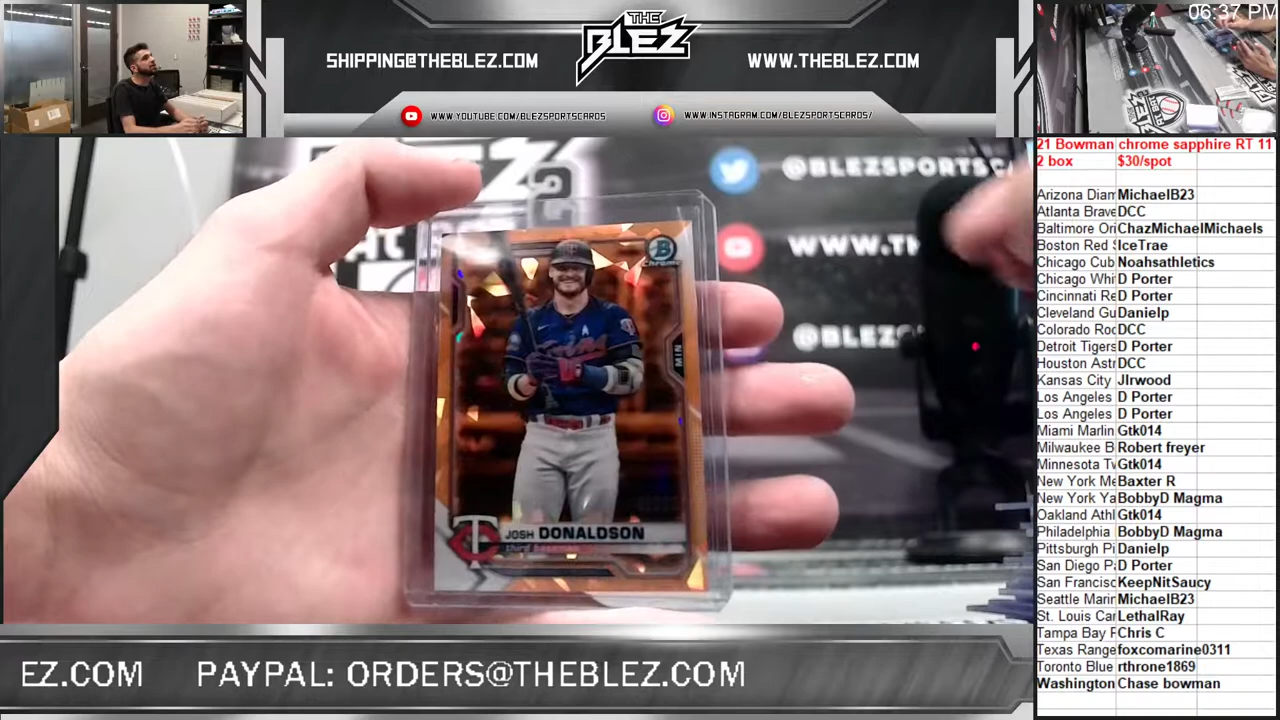 06:37 PM
THE
BLEZ
SHIPPING@THEBLEZ.COM
WWW.THEBLEZ.COM
WWW.YOUTUBE.COM/BLEZSPORTSCARDS
WWW.INSTAGRAM.COM/BLEZSPORTSCARDS/
@BLEZSPORTSC
WWW.TH
@BLEZS
B
Chrome
MIN
JOSH DONALDSON
third
EZ.COM PAYPAL: ORDERS@THEBLEZ.COM
21 Bowman chrome sapphire RT 11
2 box $30/spot
Arizona Diam MichaelB23
Atlanta Brave DCC
Baltimore Ori ChazMichaelMichaels
Boston Red S IceTrae
Chicago Cub Noahsathletics
Chicago Whi D Porter
Cincinnati Re D Porter
Cleveland Gu Danielp
Colorado Roc DCC
Detroit Tigers D Porter
Houston Astr DCC
Kansas City Jlrwood
Los Angeles D Porter
Los Angeles D Porter
Miami Marlin Gtk014
Milwaukee B Robert freyer
Minnesota Tw Gtk014
New York Me Baxter R
New York Ya BobbyD Magma
Oakland Athl Gtk014
Philadelphia BobbyD Magma
Pittsburgh Pi Danielp
San Diego P D Porter
San Francisc KeepNitSaucy
Seattle Marin MichaelB23
St. Louis Car LethalRay
Tampa Bay R Chris C
Texas Range foxcomarine0311
Toronto Blue rthrone1869
Washington Chase bowman